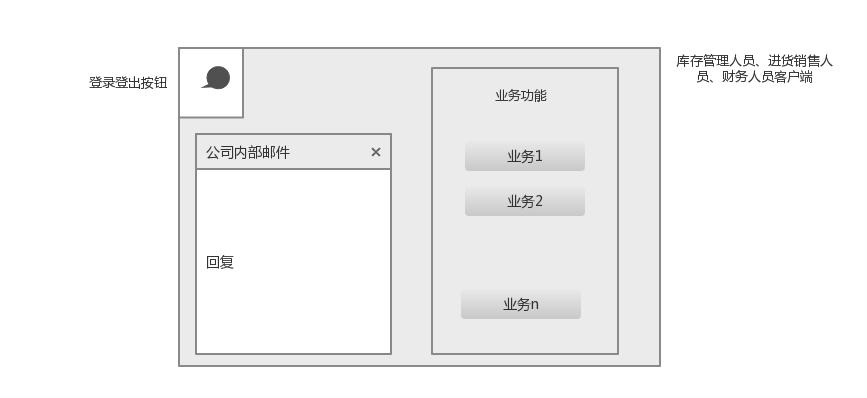 库存管理人员、进货销售人
员、财务人员客户端
登录登出按钮
业务功能
公司内部邮件
业务1
业务2
回复
业务n